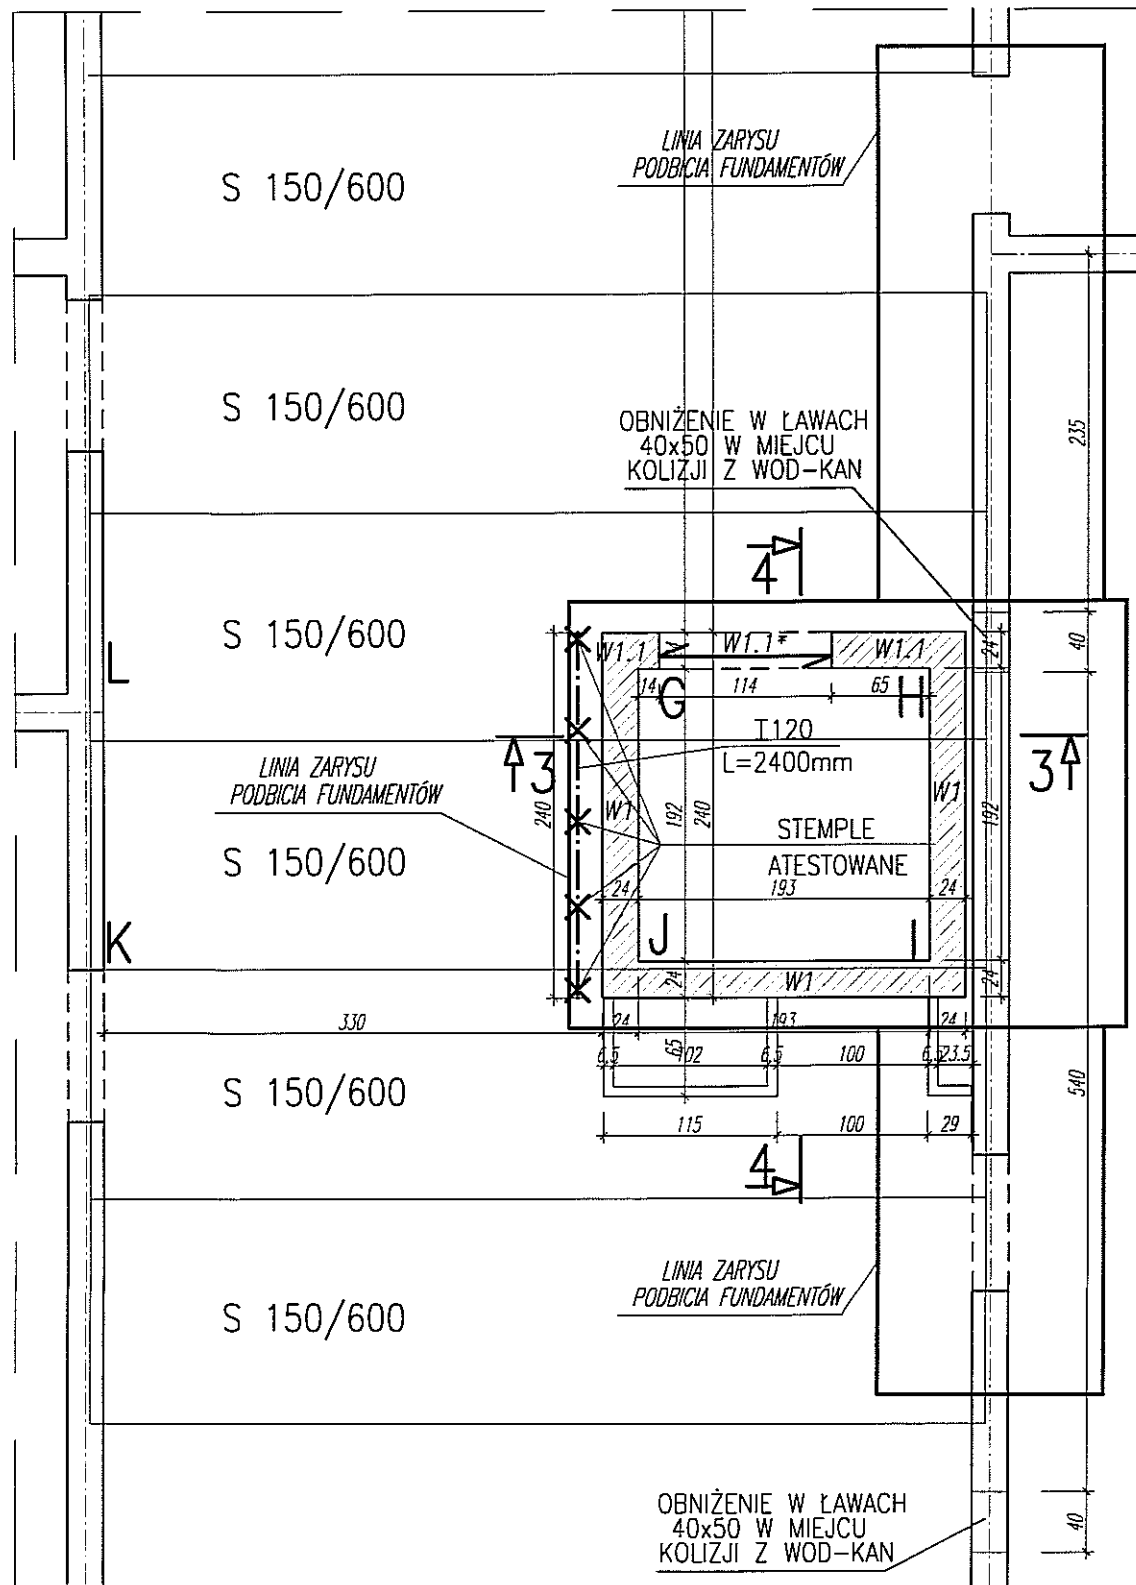 LINIA ZARYSU
PODBICIA FUNDAMENTÓW
S 150/600
S 150/600
OBNIŻENIE W ŁAWACH
40x50 W MIEJCU
KOLIZJI Z WOD-KAN
235
4
S 150/600
L
W1.1
W1.1*
W1.1
24
40
14
G
114
65
H
I120
L=2400mm
3
3
LINIA ZARYSU
PODBICIA FUNDAMENTÓW
240
W1
192
240
W1
192
STEMPLE
ATESTOWANE
S 150/600
24
193
24
K
J
I
24
W1
24
330
24
193
24
6.5
102
65
6.5
100
6.5
23.5
S 150/600
540
115
100
29
4
LINIA ZARYSU
PODBICIA FUNDAMENTÓW
S 150/600
OBNIŻENIE W ŁAWACH
40x50 W MIEJCU
KOLIZJI Z WOD-KAN
40